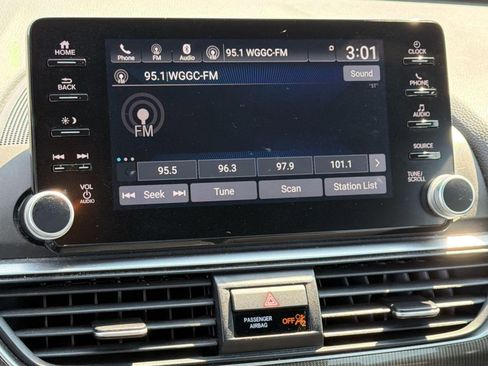 HOME
BACK
VOL
AUDIO
Phone FM Bluetooth 95.1 WGGC-FM 3:01
95.1|WGGC-FM Sound
"ST"
FM
95.5 96.3 97.9 101.1
Seek Tune Scan Station List
CLOCK
PHONE
AUDIO
SOURCE
TUNE/
SCROLL
PASSENGER
AIRBAG
OFF